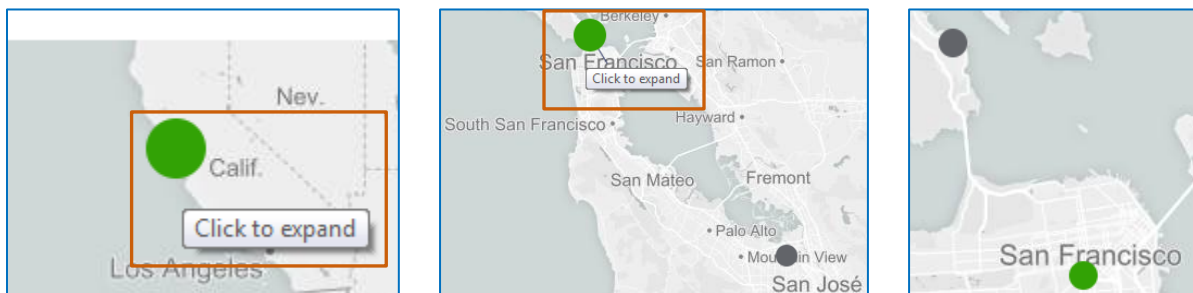 Nev.
Calif.
Click to expand
Los Angeles
Berkeley
San Francisco
San Ramon
Click to expand
South San Francisco
Hayward
San Mateo
Fremont
Palo Alto
Mountain View
San José
San Francisco